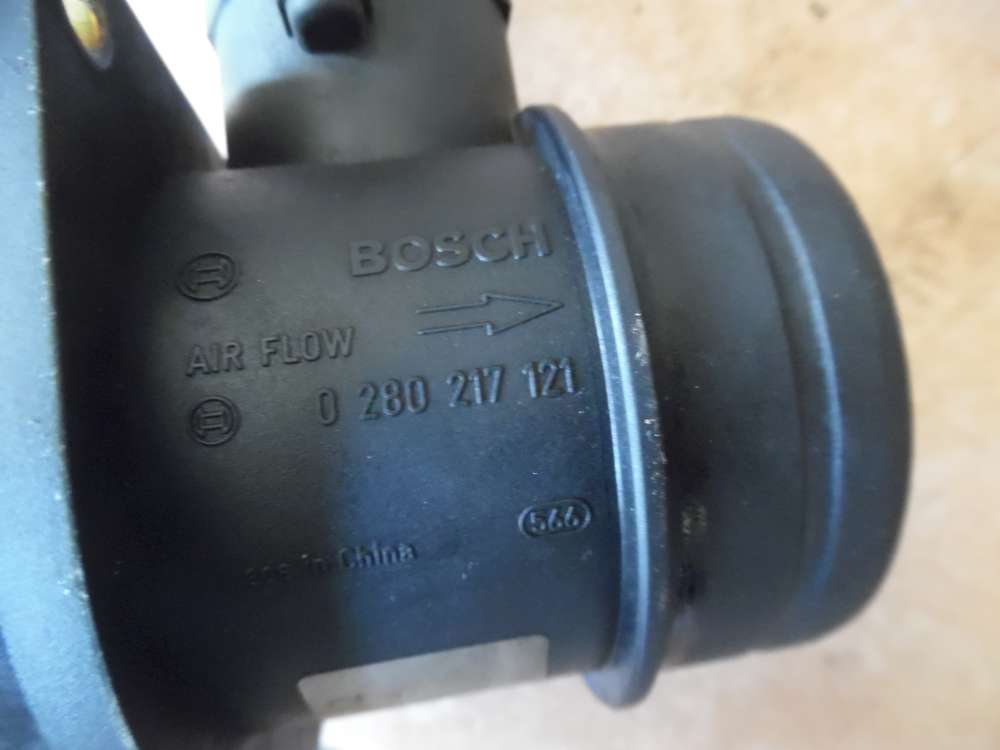 BOSCH
AIR FLOW
0 280 217 121
566
in China